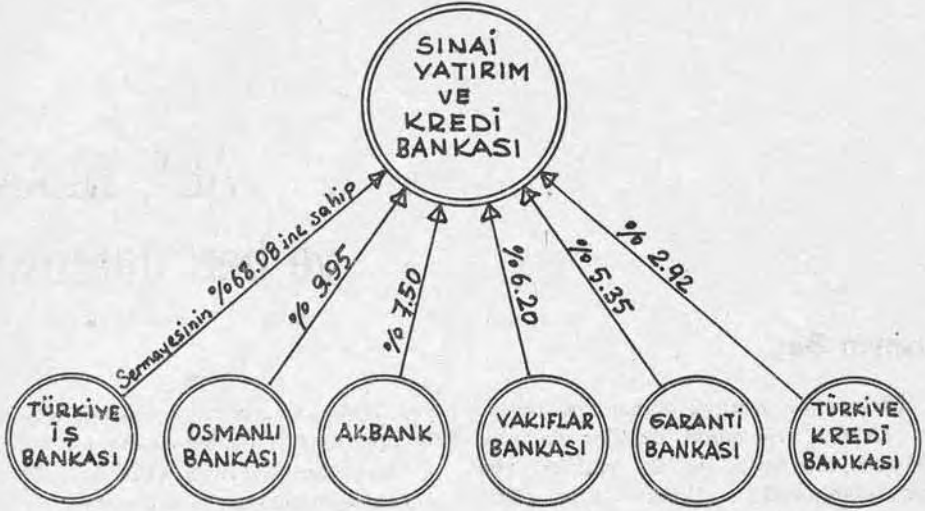 SINAİ
YATIRIM
VE
KREDİ
BANKASI
Sermayesinin %68.08 ine sahip
% 9.95
% 7.50
% 6.20
% 5.35
% 2.92
TÜRKİYE
İŞ
BANKASI
OSMANLI
BANKASI
AKBANK
VAKIFLAR
BANKASI
GARANTİ
BANKASI
TÜRKİYE
KREDİ
BANKASI